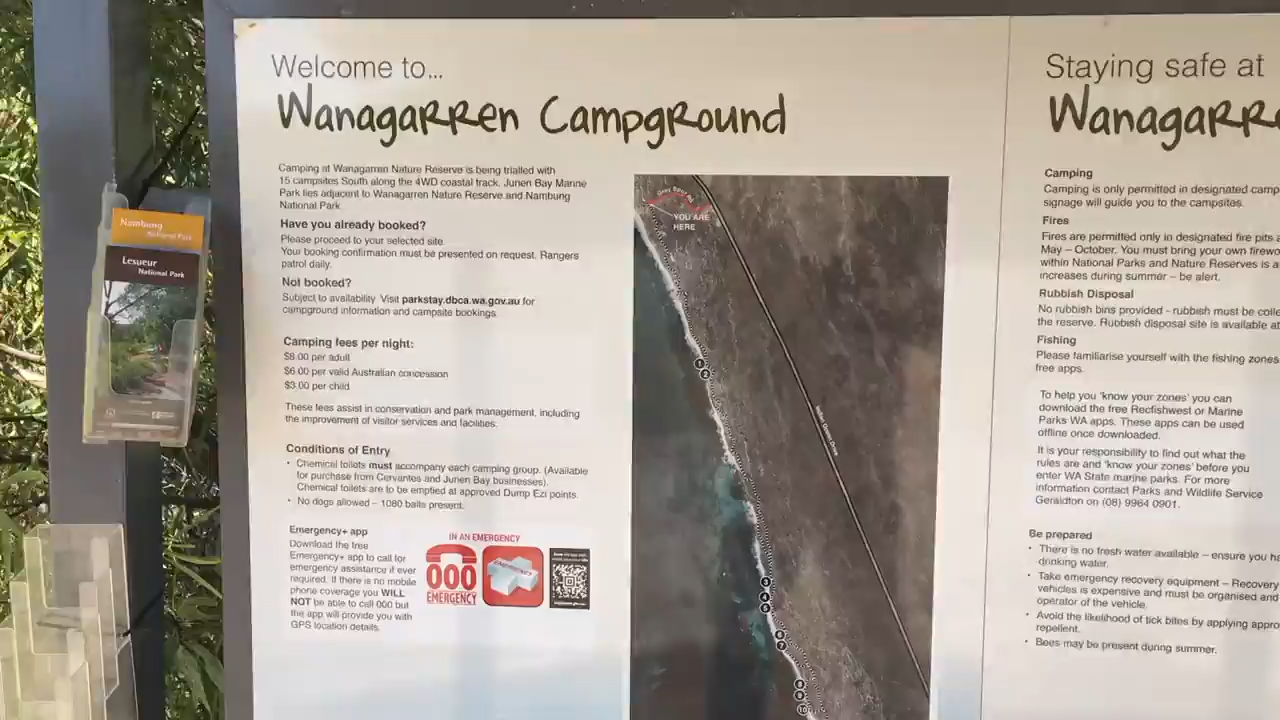 Nambung
National Park
Lesueur
National Park
Welcome to...
Wanagarren Campground
Camping at Wanagarren Nature Reserve is being trialled with
15 campsites South along the 4WD coastal track. Jurien Bay Marine
Park lies adjacent to Wanagarren Nature Reserve and Nambung
National Park
Have you already booked?
Please proceed to your selected site.
Your booking confirmation must be presented on request. Rangers
patrol daily.
Not booked?
Subject to availability. Visit parkstay.dbca.wa.gov.au for
campground information and campsite bookings.
Camping fees per night:
$8.00 per adult
$6.00 per valid Australian concession
$3.00 per child
These fees assist in conservation and park management, including
the improvement of visitor services and facilities.
Conditions of Entry
• Chemical toilets must accompany each camping group. (Available
for purchase from Cervantes and Jurien Bay businesses).
Chemical toilets are to be emptied at approved Dump Ezi points.
• No dogs allowed – 1080 baits present.
Emergency+ app
Download the free
Emergency+ app to call for
emergency assistance if ever
required. If there is no mobile
phone coverage you WILL
NOT be able to call 000 but
the app will provide you with
GPS location details.
IN AN EMERGENCY
000
EMERGENCY
EMERGENCY
YOU ARE
HERE
1
2
3
4
5
6
7
8
9
10
Staying safe at
Wanagarre
Camping
Camping is only permitted in designated camp
signage will guide you to the campsites.
Fires
Fires are permitted only in designated fire pits a
May – October. You must bring your own firewo
within National Parks and Nature Reserves is a
increases during summer – be alert.
Rubbish Disposal
No rubbish bins provided - rubbish must be colle
the reserve. Rubbish disposal site is available at
Fishing
Please familiarise yourself with the fishing zones
free apps.
To help you 'know your zones' you can
download the free Recfishwest or Marine
Parks WA apps. These apps can be used
offline once downloaded.
It is your responsibility to find out what the
rules are and 'know your zones' before you
enter WA State marine parks. For more
information contact Parks and Wildlife Service
Geraldton on (08) 9964 0901.
Be prepared
• There is no fresh water available – ensure you ha
drinking water.
• Take emergency recovery equipment – Recovery
vehicles is expensive and must be organised and
operator of the vehicle.
• Avoid the likelihood of tick bites by applying appro
repellent.
• Bees may be present during summer.